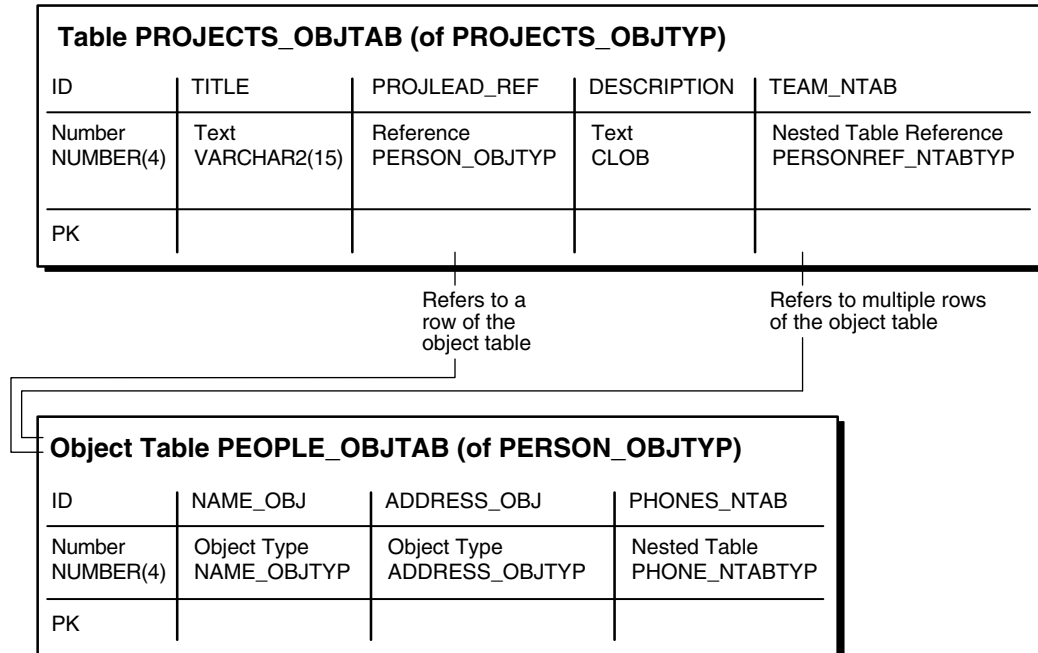 Table PROJECTS_OBJTAB (of PROJECTS_OBJTYP)
ID TITLE PROJLEAD_REF DESCRIPTION TEAM_NTAB
Number Text Reference Text Nested Table Reference
NUMBER(4) VARCHAR2(15) PERSON_OBJTYP CLOB PERSONREF_NTABTYP
PK
Refers to a
row of the
object table
Refers to multiple rows
of the object table
Object Table PEOPLE_OBJTAB (of PERSON_OBJTYP)
ID NAME_OBJ ADDRESS_OBJ PHONES_NTAB
Number Object Type Object Type Nested Table
NUMBER(4) NAME_OBJTYP ADDRESS_OBJTYP PHONE_NTABTYP
PK